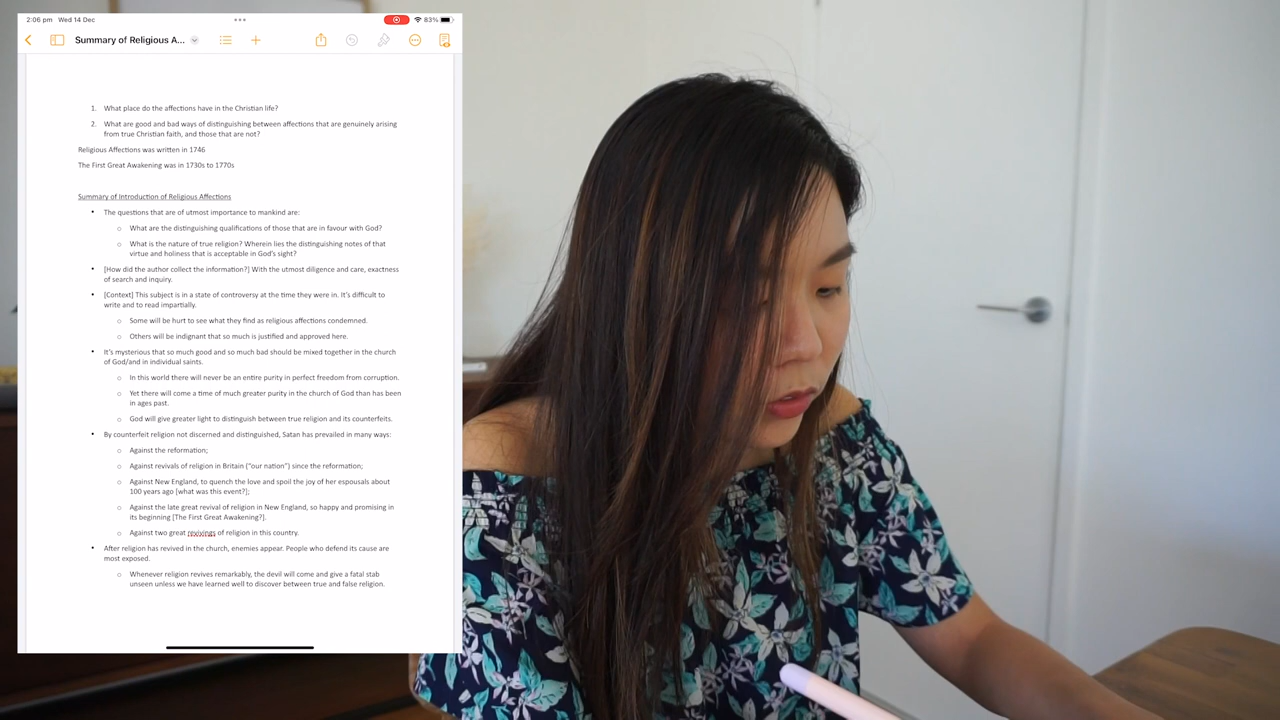 2:06 pm Wed 14 Dec
83%
Summary of Religious A...
1. What place do the affections have in the Christian life?
2. What are good and bad ways of distinguishing between affections that are genuinely arising
from true Christian faith, and those that are not?
Religious Affections was written in 1746
The First Great Awakening was in 1730s to 1770s
Summary of Introduction of Religious Affections
• The questions that are of utmost importance to mankind are:
o What are the distinguishing qualifications of those that are in favour with God?
o What is the nature of true religion? Wherein lies the distinguishing notes of that
virtue and holiness that is acceptable in God's sight?
• [How did the author collect the information?] With the utmost diligence and care, exactness
of search and inquiry.
• [Context] This subject is in a state of controversy at the time they were in. It's difficult to
write and to read impartially.
o Some will be hurt to see what they find as religious affections condemned.
o Others will be indignant that so much is justified and approved here.
• It's mysterious that so much good and so much bad should be mixed together in the church
of God/and in individual saints.
o In this world there will never be an entire purity in perfect freedom from corruption.
o Yet there will come a time of much greater purity in the church of God than has been
in ages past.
o God will give greater light to distinguish between true religion and its counterfeits.
• By counterfeit religion not discerned and distinguished, Satan has prevailed in many ways:
o Against the reformation;
o Against revivals of religion in Britain ("our nation") since the reformation;
o Against New England, to quench the love and spoil the joy of her espousals about
100 years ago [what was this event?];
o Against the late great revival of religion in New England, so happy and promising in
its beginning [The First Great Awakening?].
o Against two great revivings of religion in this country.
• After religion has revived in the church, enemies appear. People who defend its cause are
most exposed.
o Whenever religion revives remarkably, the devil will come and give a fatal stab
unseen unless we have learned well to discover between true and false religion.